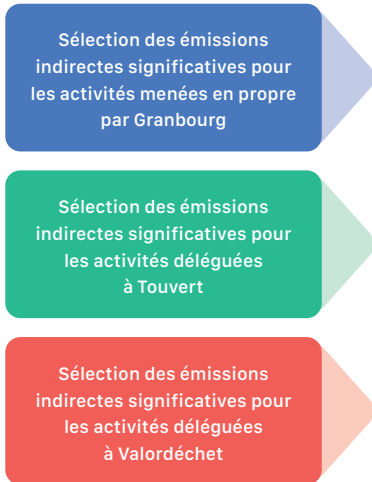 Sélection des émissions
indirectes significatives pour
les activités menées en propre
par Granbourg
Sélection des émissions
indirectes significatives pour
les activités déléguées
à Touvert
Sélection des émissions
indirectes significatives pour
les activités déléguées
à Valordéchet